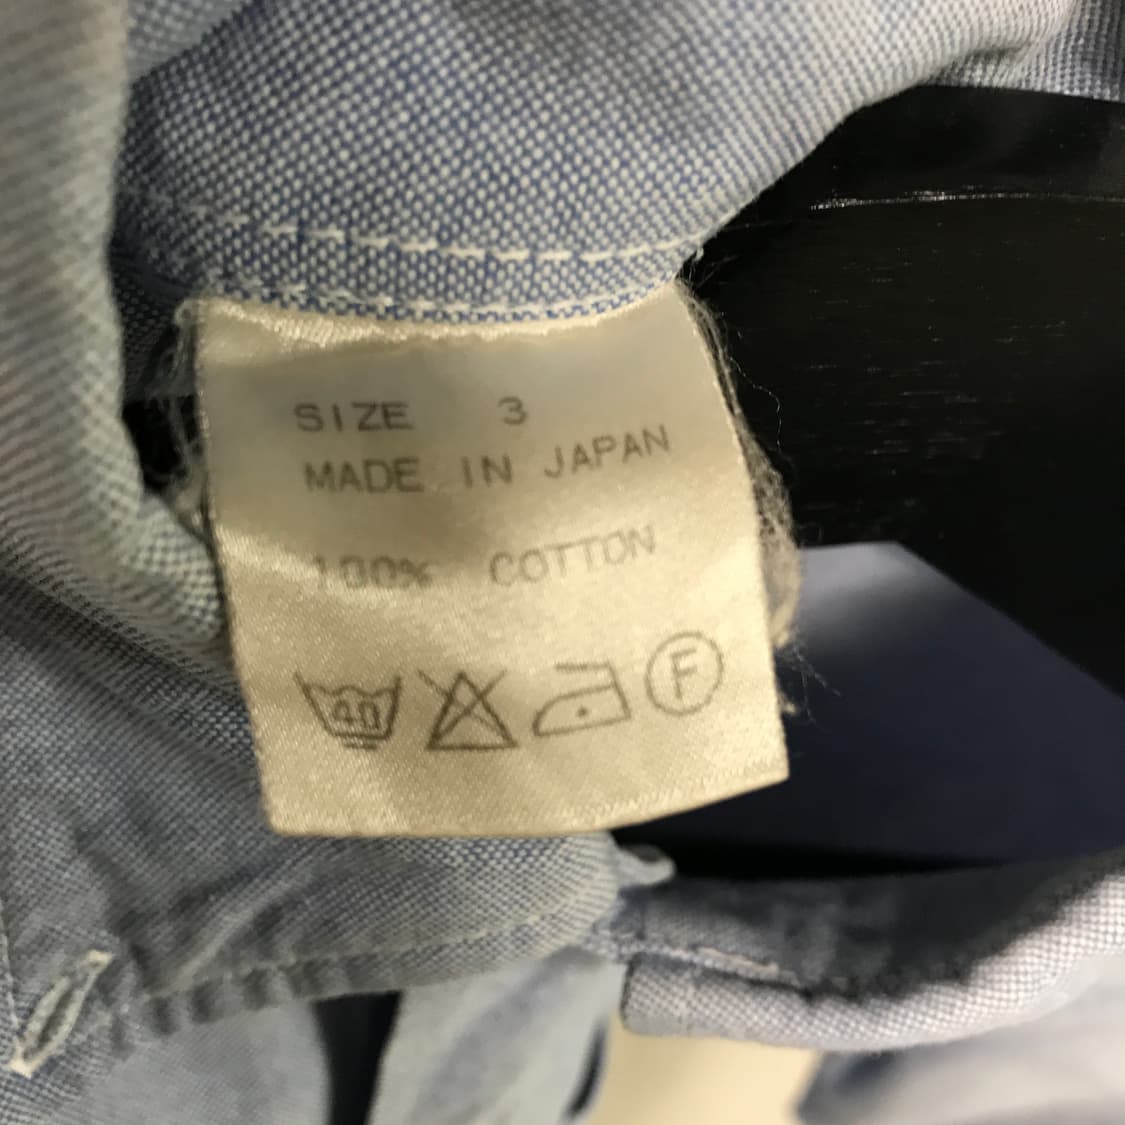 SIZE 3
MADE IN JAPAN
100% COTTON
40 F